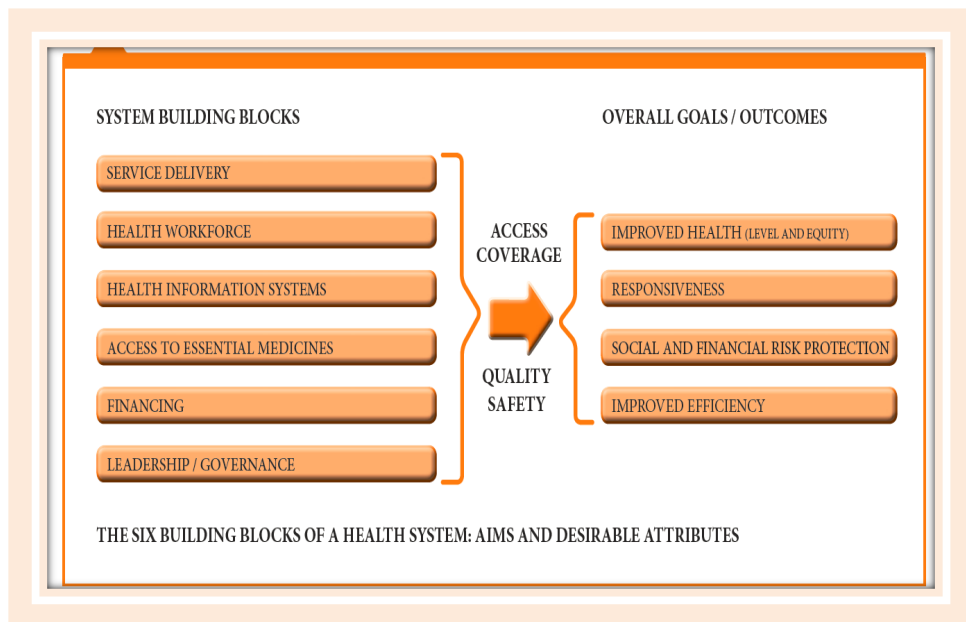 SYSTEM BUILDING BLOCKS
SERVICE DELIVERY
HEALTH WORKFORCE
HEALTH INFORMATION SYSTEMS
ACCESS TO ESSENTIAL MEDICINES
FINANCING
LEADERSHIP / GOVERNANCE
ACCESS
COVERAGE
QUALITY
SAFETY
OVERALL GOALS / OUTCOMES
IMPROVED HEALTH (LEVEL AND EQUITY)
RESPONSIVENESS
SOCIAL AND FINANCIAL RISK PROTECTION
IMPROVED EFFICIENCY
THE SIX BUILDING BLOCKS OF A HEALTH SYSTEM: AIMS AND DESIRABLE ATTRIBUTES